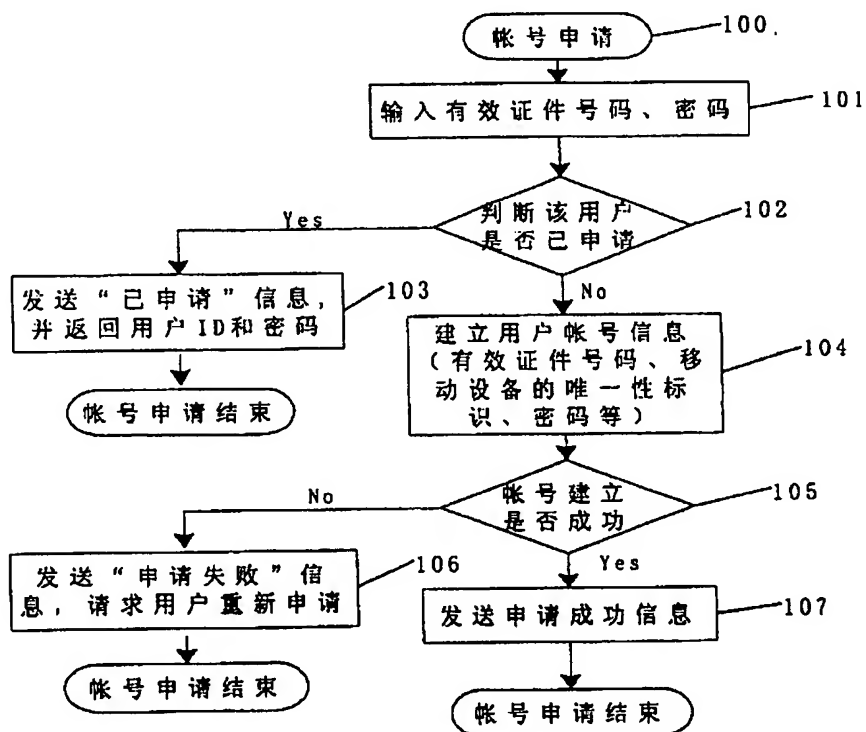 帐号申请
100.
输入有效证件号码、密码
101
判断该用户
是否已申请
102
Yes
No
发送“已申请”信息，
并返回用户ID和密码
103
帐号申请结束
建立用户帐号信息
（有效证件号码、移
动设备的唯一性标
识、密码等）
104
帐号建立
是否成功
105
No
Yes
发送“申请失败”信
息，请求用户重新申请
106
帐号申请结束
发送申请成功信息
107
帐号申请结束